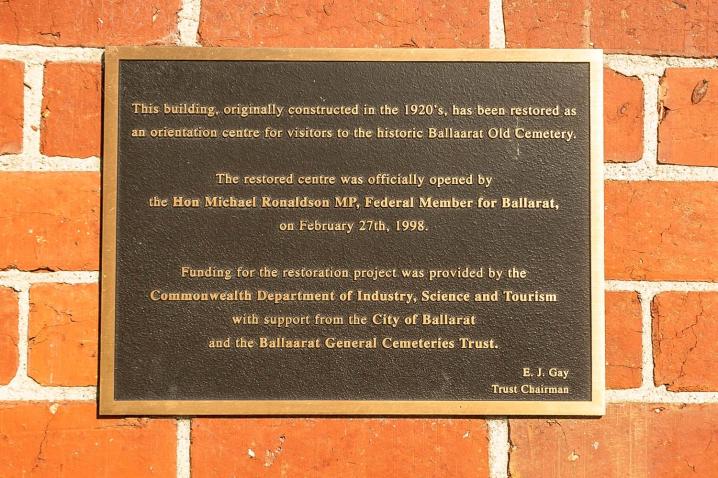 This building, originally constructed in the 1920's, has been restored as
an orientation centre for visitors to the historic Ballaarat Old Cemetery.
The restored centre was officially opened by
the Hon Michael Ronaldson MP, Federal Member for Ballarat,
on February 27th, 1998.
Funding for the restoration project was provided by the
Commonwealth Department of Industry, Science and Tourism
with support from the City of Ballarat
and the Ballaarat General Cemeteries Trust.
E. J. Gay
Trust Chairman